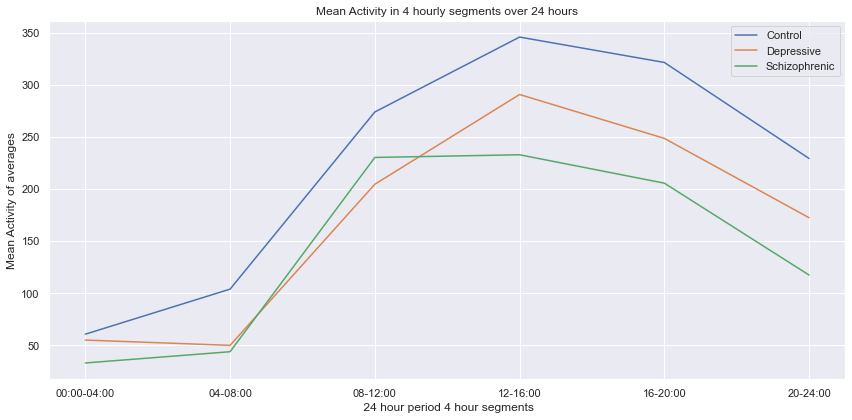 Mean Activity in 4 hourly segments over 24 hours
Control
Depressive
Schizophrenic
Mean Activity of averages
350
300
250
200
150
100
50
00:00-04:00 04-08:00 08-12:00 12-16:00 16-20:00 20-24:00
24 hour period 4 hour segments